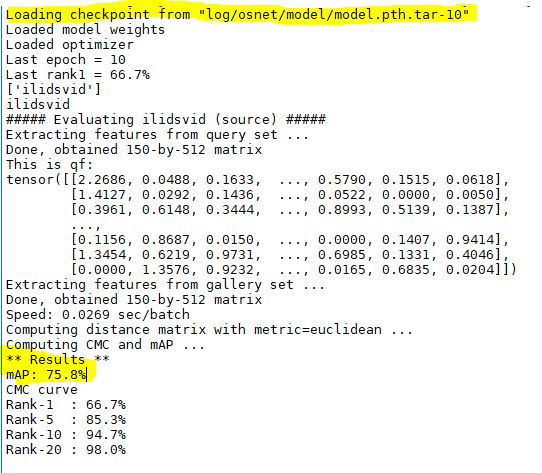 Loading checkpoint from "log/osnet/model/model.pth.tar-10"
Loaded model weights
Loaded optimizer
Last epoch = 10
Last rank1 = 66.7%
['ilidsvid']
ilidsvid
##### Evaluating ilidsvid (source) #####
Extracting features from query set ...
Done, obtained 150-by-512 matrix
This is qf:
tensor([[2.2686, 0.0488, 0.1633,  ..., 0.5790, 0.1515, 0.0618],
        [1.4127, 0.0292, 0.1436,  ..., 0.0522, 0.0000, 0.0050],
        [0.3961, 0.6148, 0.3444,  ..., 0.8993, 0.5139, 0.1387],
        ...,
        [0.1156, 0.8687, 0.0150,  ..., 0.0000, 0.1407, 0.9414],
        [1.3454, 0.6219, 0.9731,  ..., 0.6985, 0.1331, 0.4046],
        [0.0000, 1.3576, 0.9232,  ..., 0.0165, 0.6835, 0.0204]])
Extracting features from gallery set ...
Done, obtained 150-by-512 matrix
Speed: 0.0269 sec/batch
Computing distance matrix with metric=euclidean ...
Computing CMC and mAP ...
** Results **
mAP: 75.8%
CMC curve
Rank-1  : 66.7%
Rank-5  : 85.3%
Rank-10 : 94.7%
Rank-20 : 98.0%